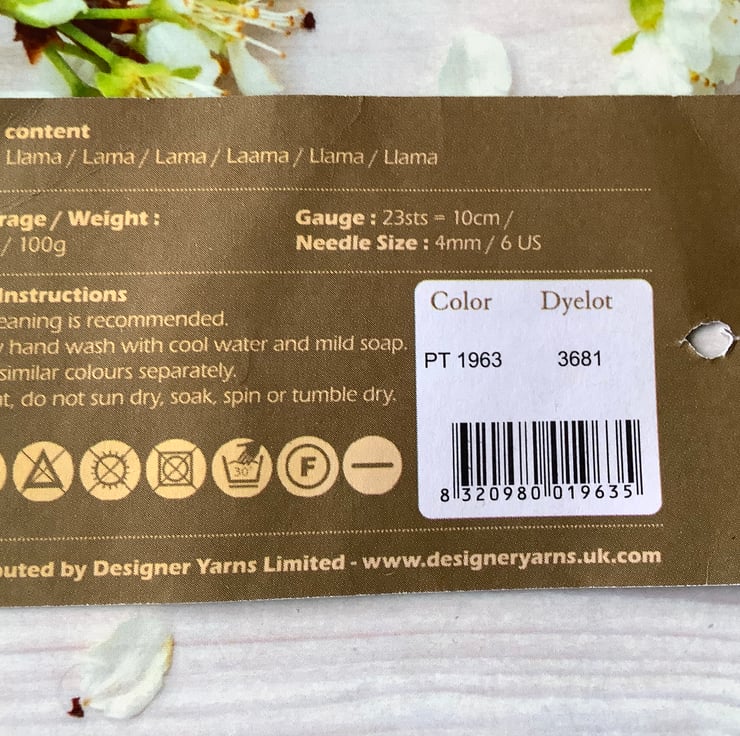 content
Llama / Lama / Lama / Laama / Llama / Llama
rage / Weight :
/ 100g
Gauge : 23sts = 10cm /
Needle Size : 4mm / 6 US
Instructions
eaning is recommended.
y hand wash with cool water and mild soap.
similar colours separately.
at, do not sun dry, soak, spin or tumble dry.
Color Dyelot
PT 1963 3681
30°
F
8 320980 019635
buted by Designer Yarns Limited - www.designeryarns.uk.com